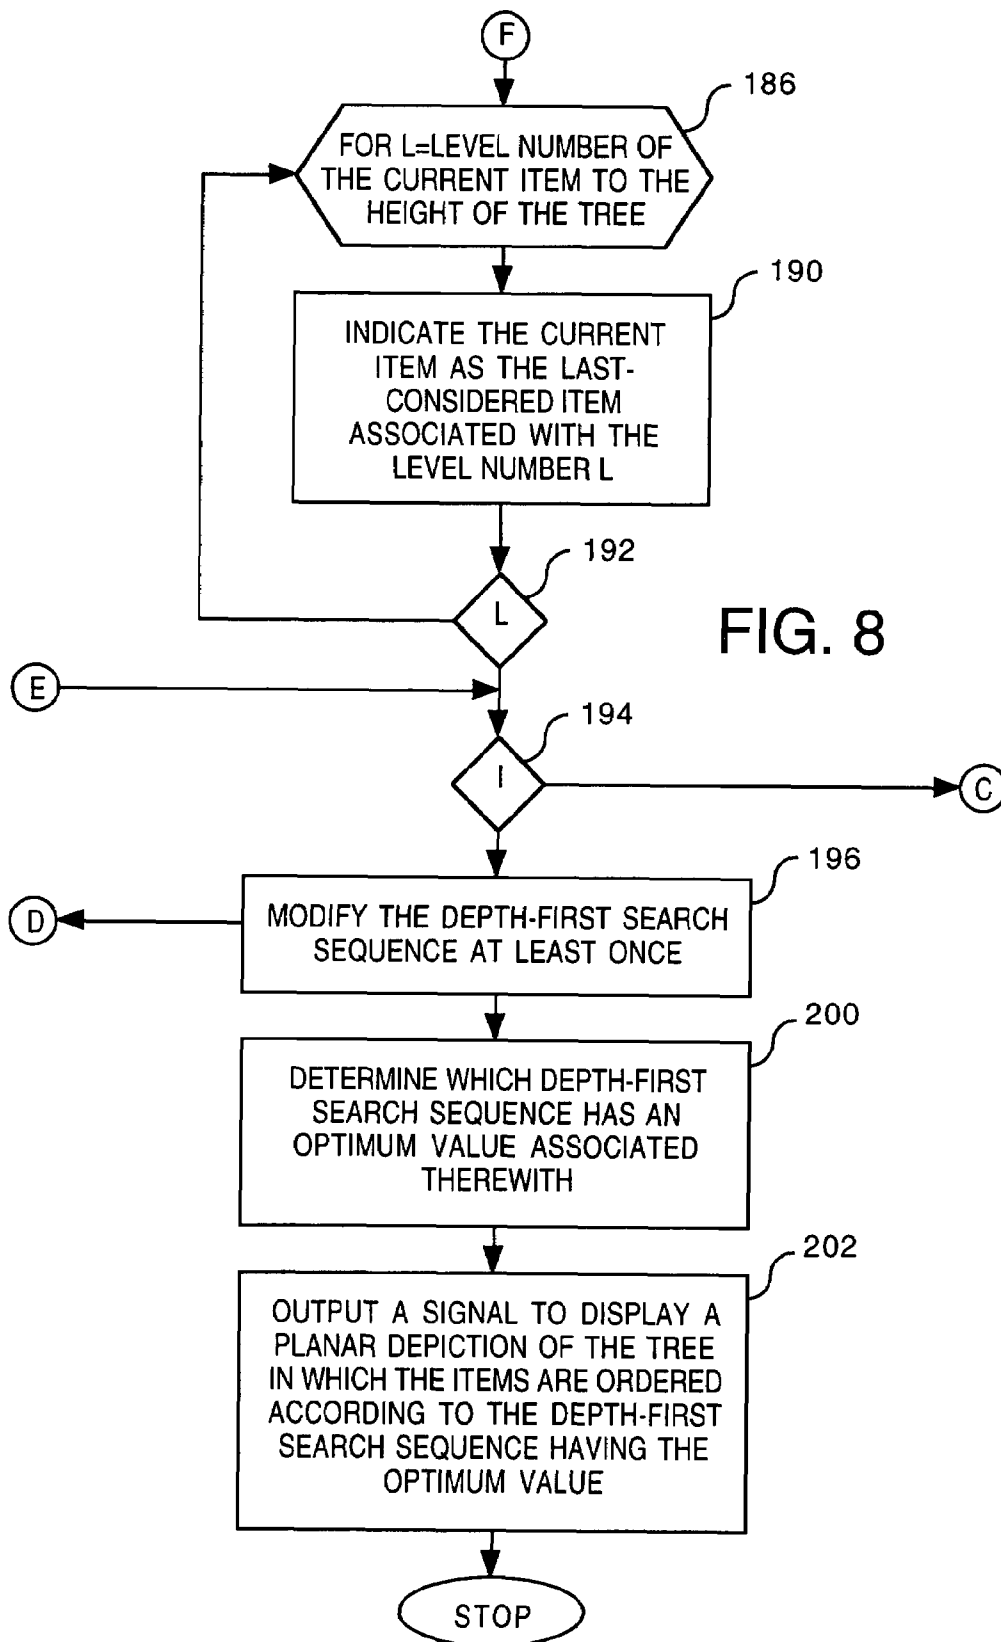 F
186
FOR L=LEVEL NUMBER OF
THE CURRENT ITEM TO THE
HEIGHT OF THE TREE
190
INDICATE THE CURRENT
ITEM AS THE LAST-
CONSIDERED ITEM
ASSOCIATED WITH THE
LEVEL NUMBER L
192
L
FIG. 8
E
194
I
C
196
D
MODIFY THE DEPTH-FIRST SEARCH
SEQUENCE AT LEAST ONCE
200
DETERMINE WHICH DEPTH-FIRST
SEARCH SEQUENCE HAS AN
OPTIMUM VALUE ASSOCIATED
THEREWITH
202
OUTPUT A SIGNAL TO DISPLAY A
PLANAR DEPICTION OF THE TREE
IN WHICH THE ITEMS ARE ORDERED
ACCORDING TO THE DEPTH-FIRST
SEARCH SEQUENCE HAVING THE
OPTIMUM VALUE
STOP